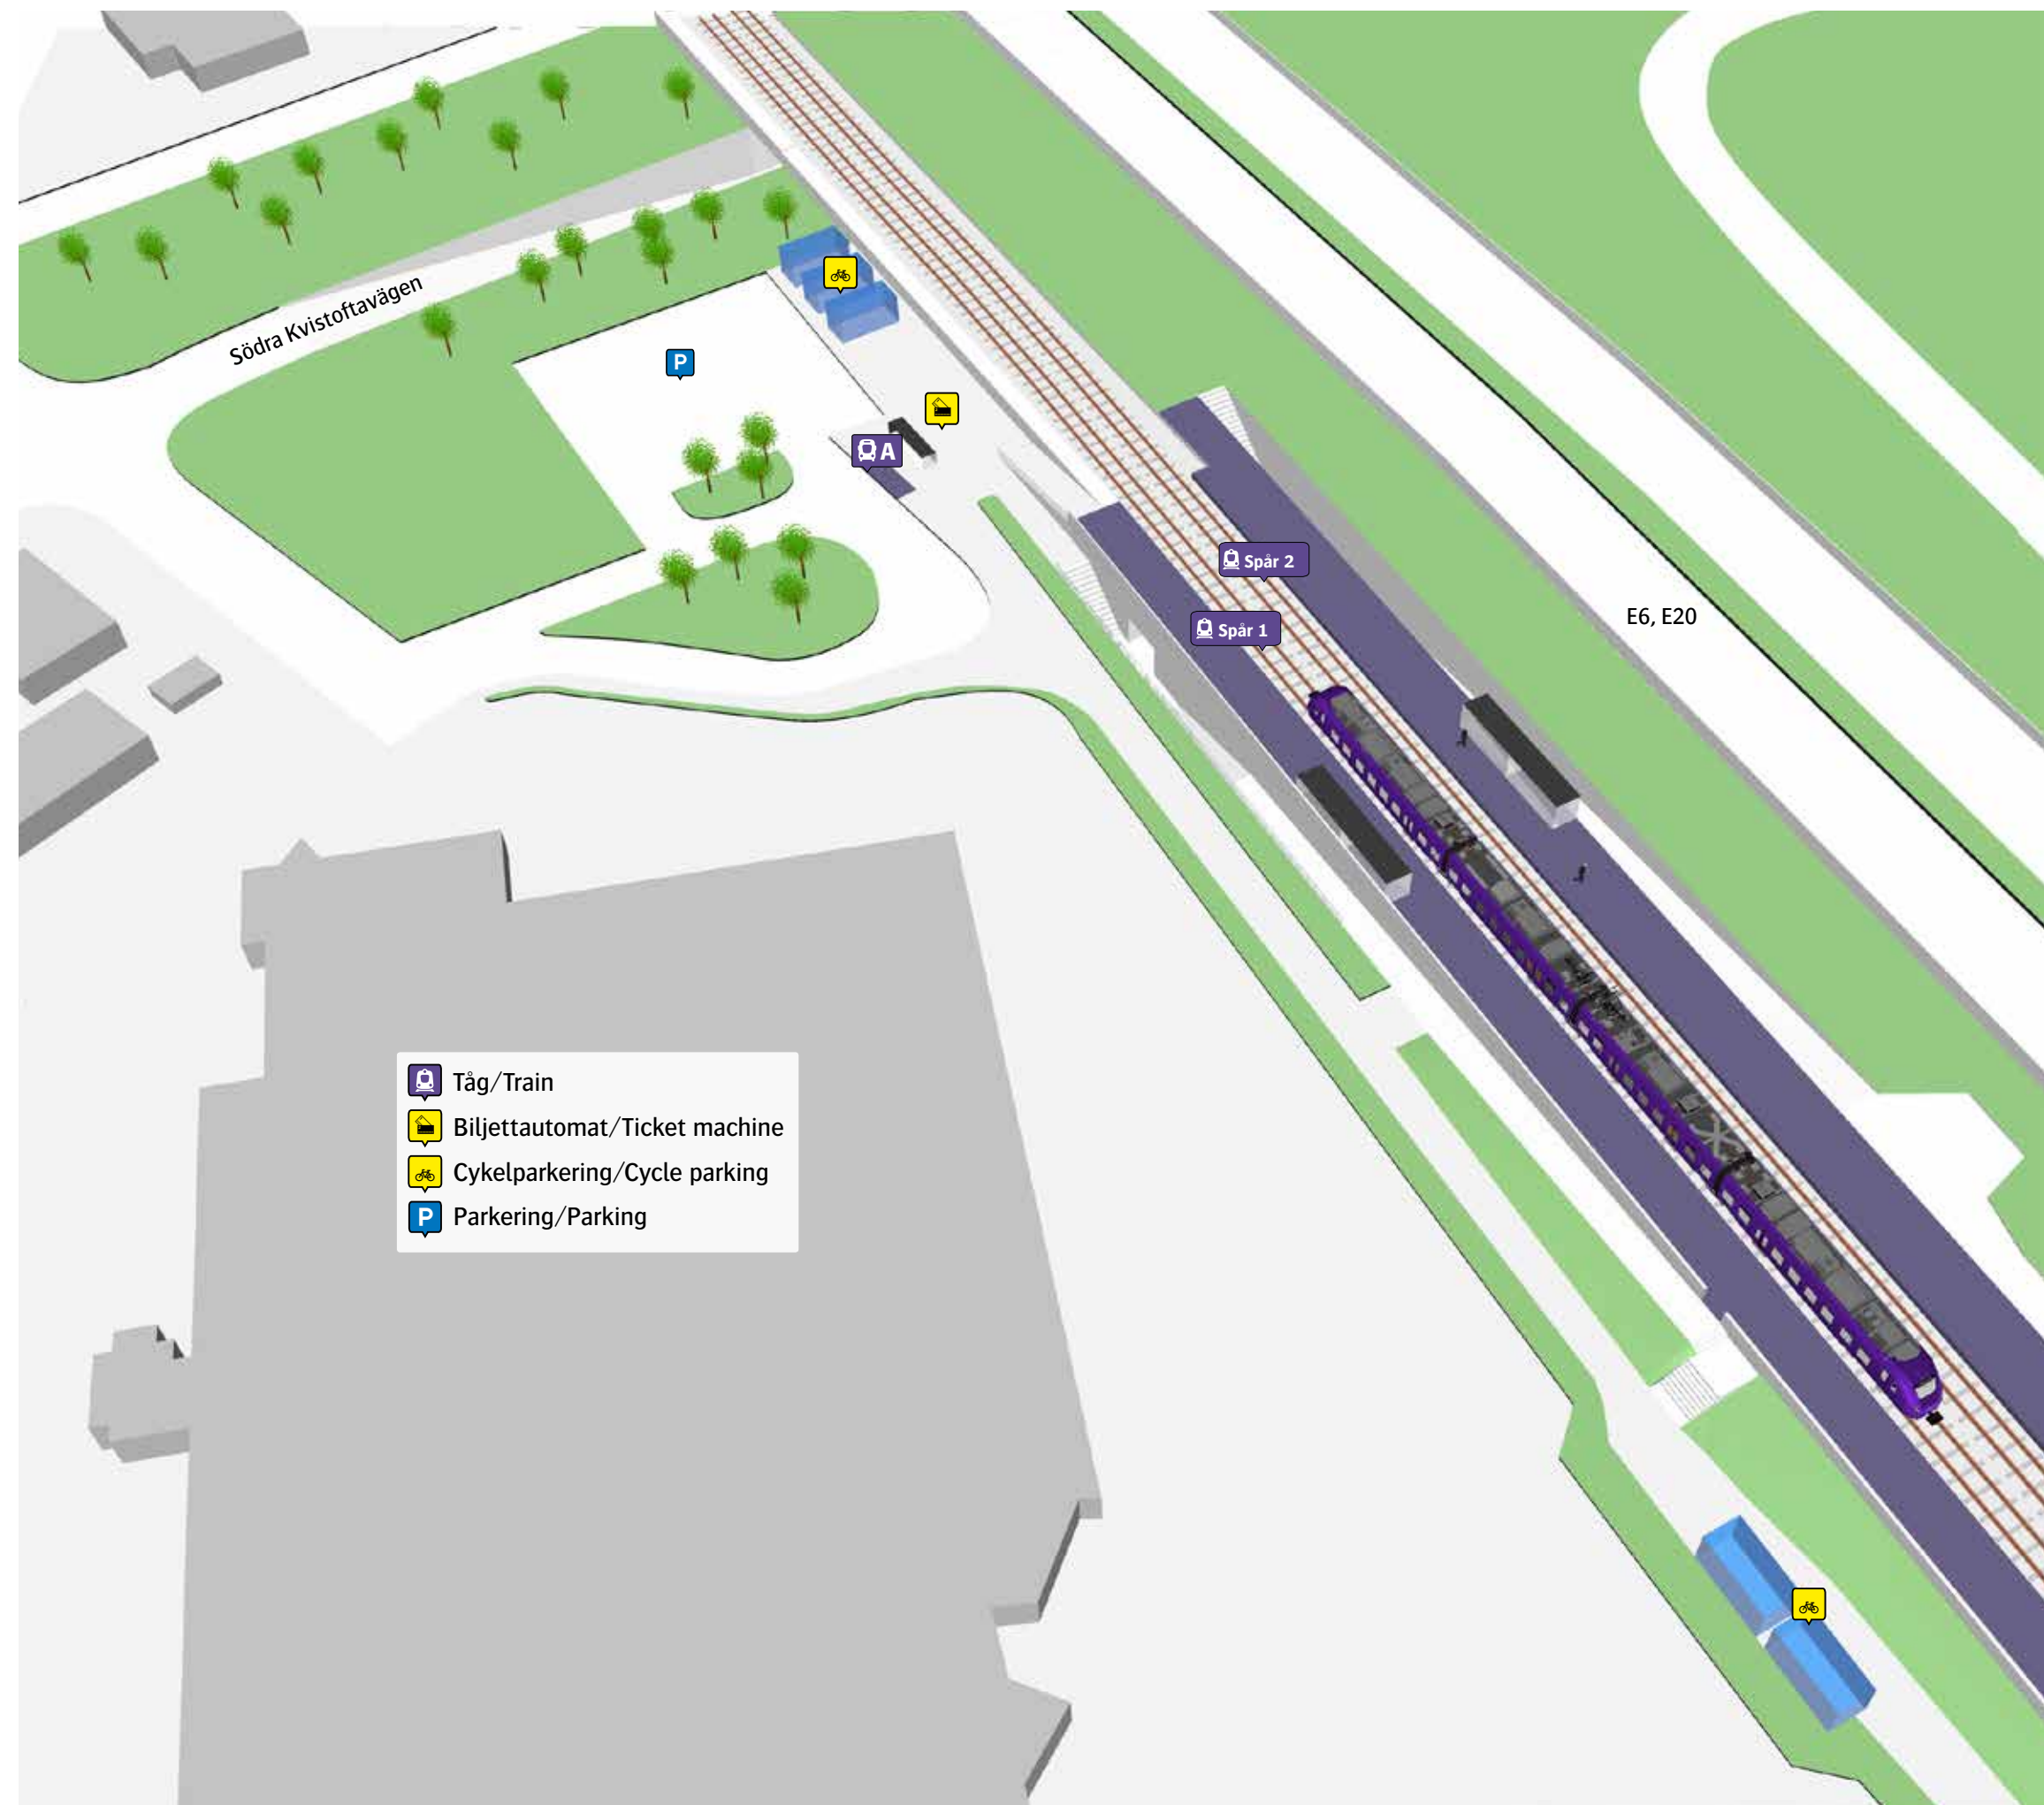 Södra Kvistoftavägen
P
A
Spår 2
Spår 1
E6, E20
Tåg/Train
Biljettautomat/Ticket machine
Cykelparkering/Cycle parking
P Parkering/Parking